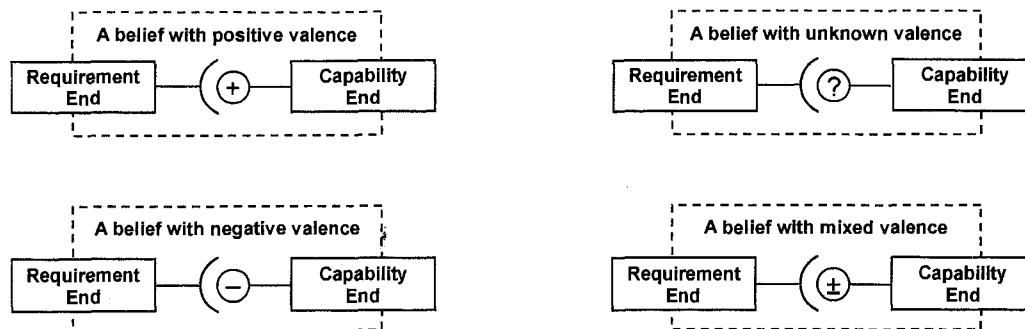 A belief with positive valence
Requirement
End
+
Capability
End
A belief with unknown valence
Requirement
End
?
Capability
End
A belief with negative valence
Requirement
End
−
Capability
End
A belief with mixed valence
Requirement
End
±
Capability
End